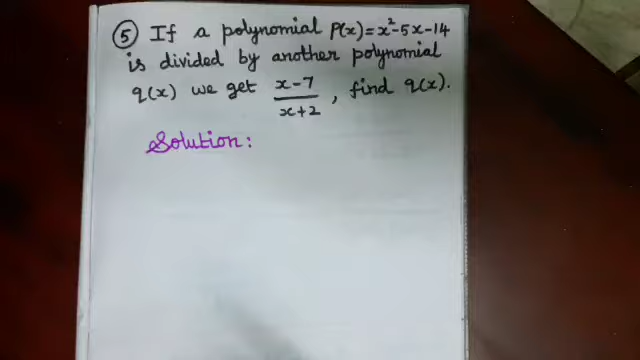 ⑤ If a polynomial P(x)=x²-5x-14
is divided by another polynomial
q(x) we get x-7/x+2, find q(x).
Solution: